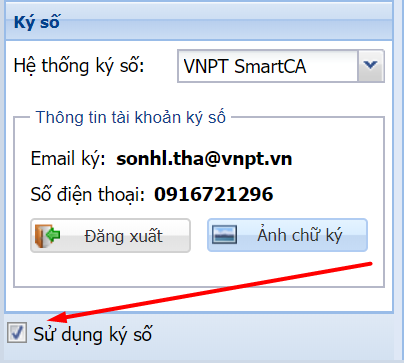 Ký số
Hệ thống ký số: VNPT SmartCA
Thông tin tài khoản ký số
Email ký: sonhl.tha@vnpt.vn
Số điện thoại: 0916721296
Đăng xuất Ảnh chữ ký
Sử dụng ký số